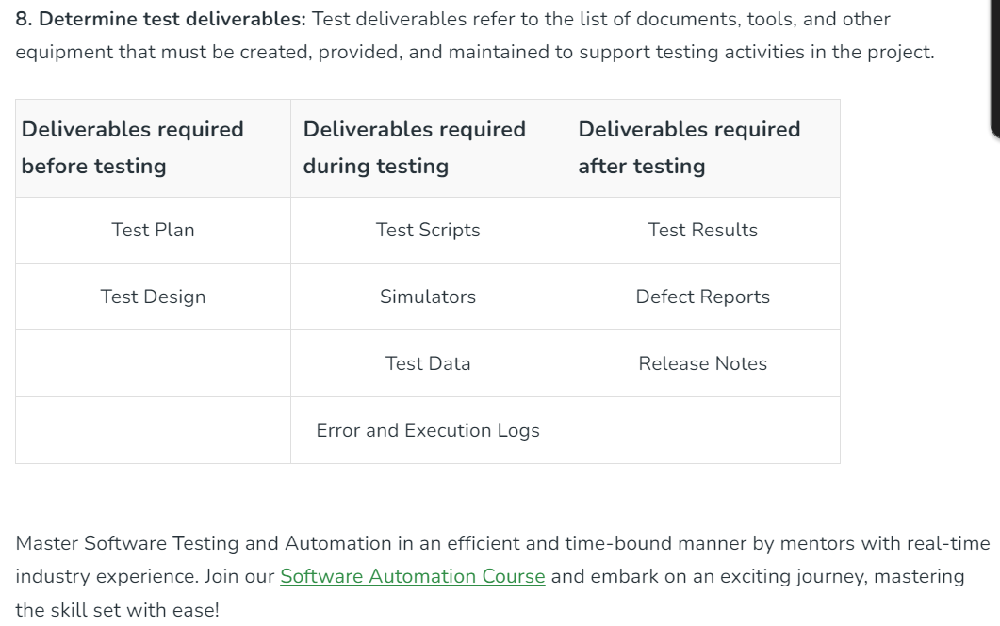 8. Determine test deliverables: Test deliverables refer to the list of documents, tools, and other
equipment that must be created, provided, and maintained to support testing activities in the project.
Deliverables required before testing
Deliverables required during testing
Deliverables required after testing
Test Plan
Test Scripts
Test Results
Test Design
Simulators
Defect Reports
Test Data
Release Notes
Error and Execution Logs
Master Software Testing and Automation in an efficient and time-bound manner by mentors with real-time
industry experience. Join our Software Automation Course and embark on an exciting journey, mastering
the skill set with ease!